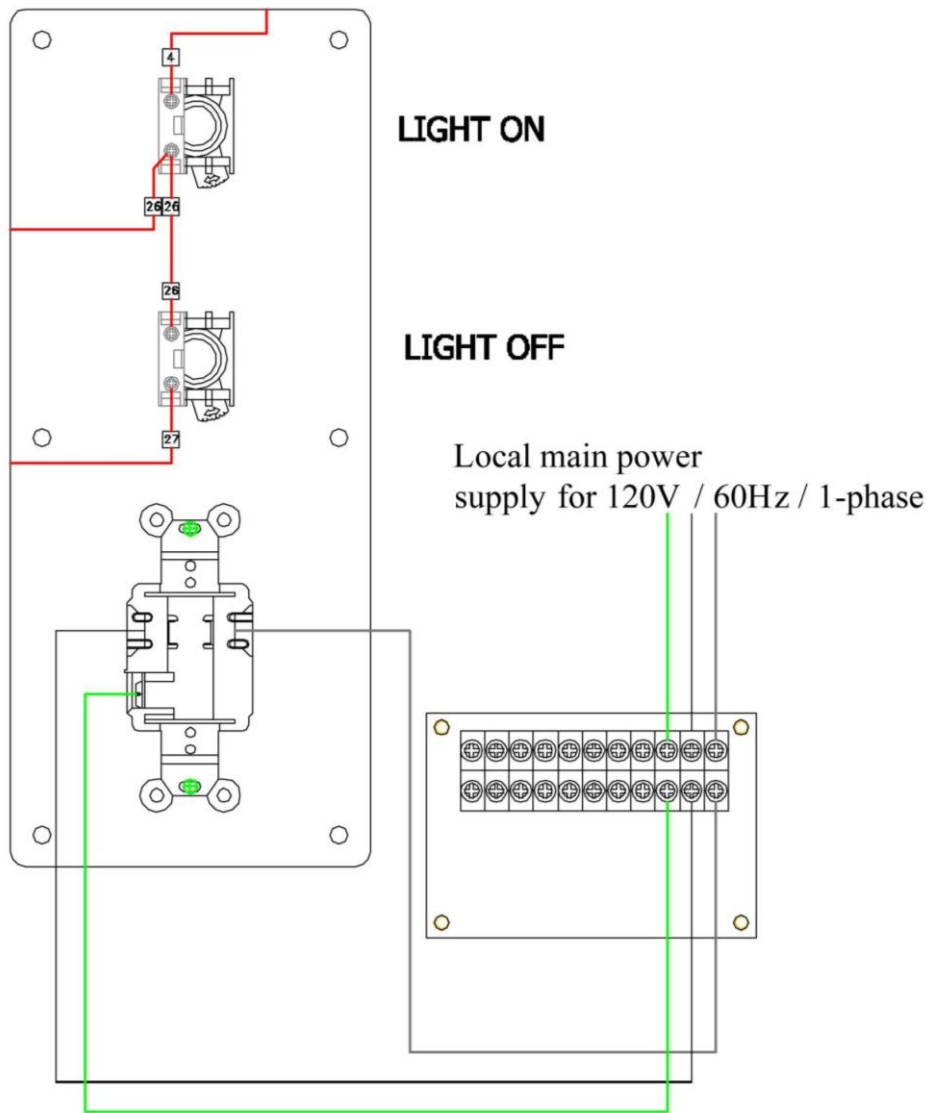 4
LIGHT ON
26 26
26
LIGHT OFF
27
Local main power
supply for 120V / 60Hz / 1-phase